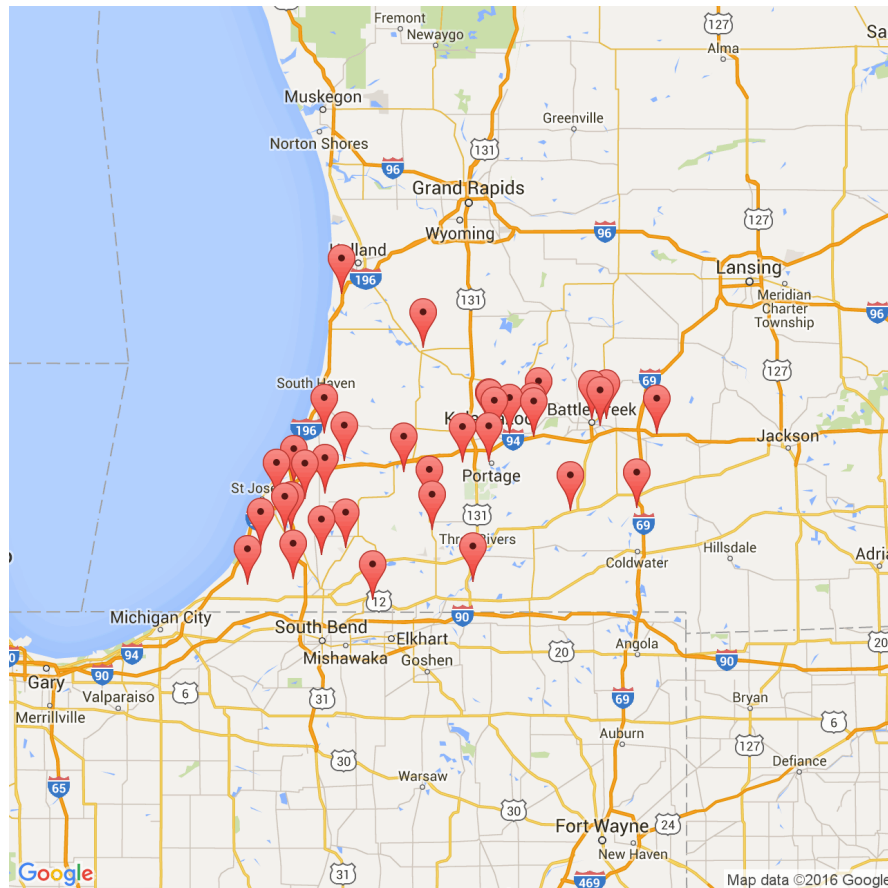 Fremont
Newaygo
127
Sa
Alma
Muskegon
Greenville
Norton Shores
131
96
Grand Rapids
127
Wyoming
96
lland
Lansing
196
131
Meridian
Charter
Township
96
127
South Haven
69
Battle Creek
196
94
Jackson
St Jose
Portage
131
69
Three Rivers
Hillsdale
Coldwater
Adria
12
Michigan City
90
South Bend
Elkhart
94
Mishawaka
Goshen
20
Angola
20
90
90
90
Gary
Valparaiso
6
31
69
Bryan
Merrillville
6
Auburn
127
30
Defiance
65
Warsaw
30
Fort Wayne
24
New Haven
Google
31
469
Map data ©2016 Google